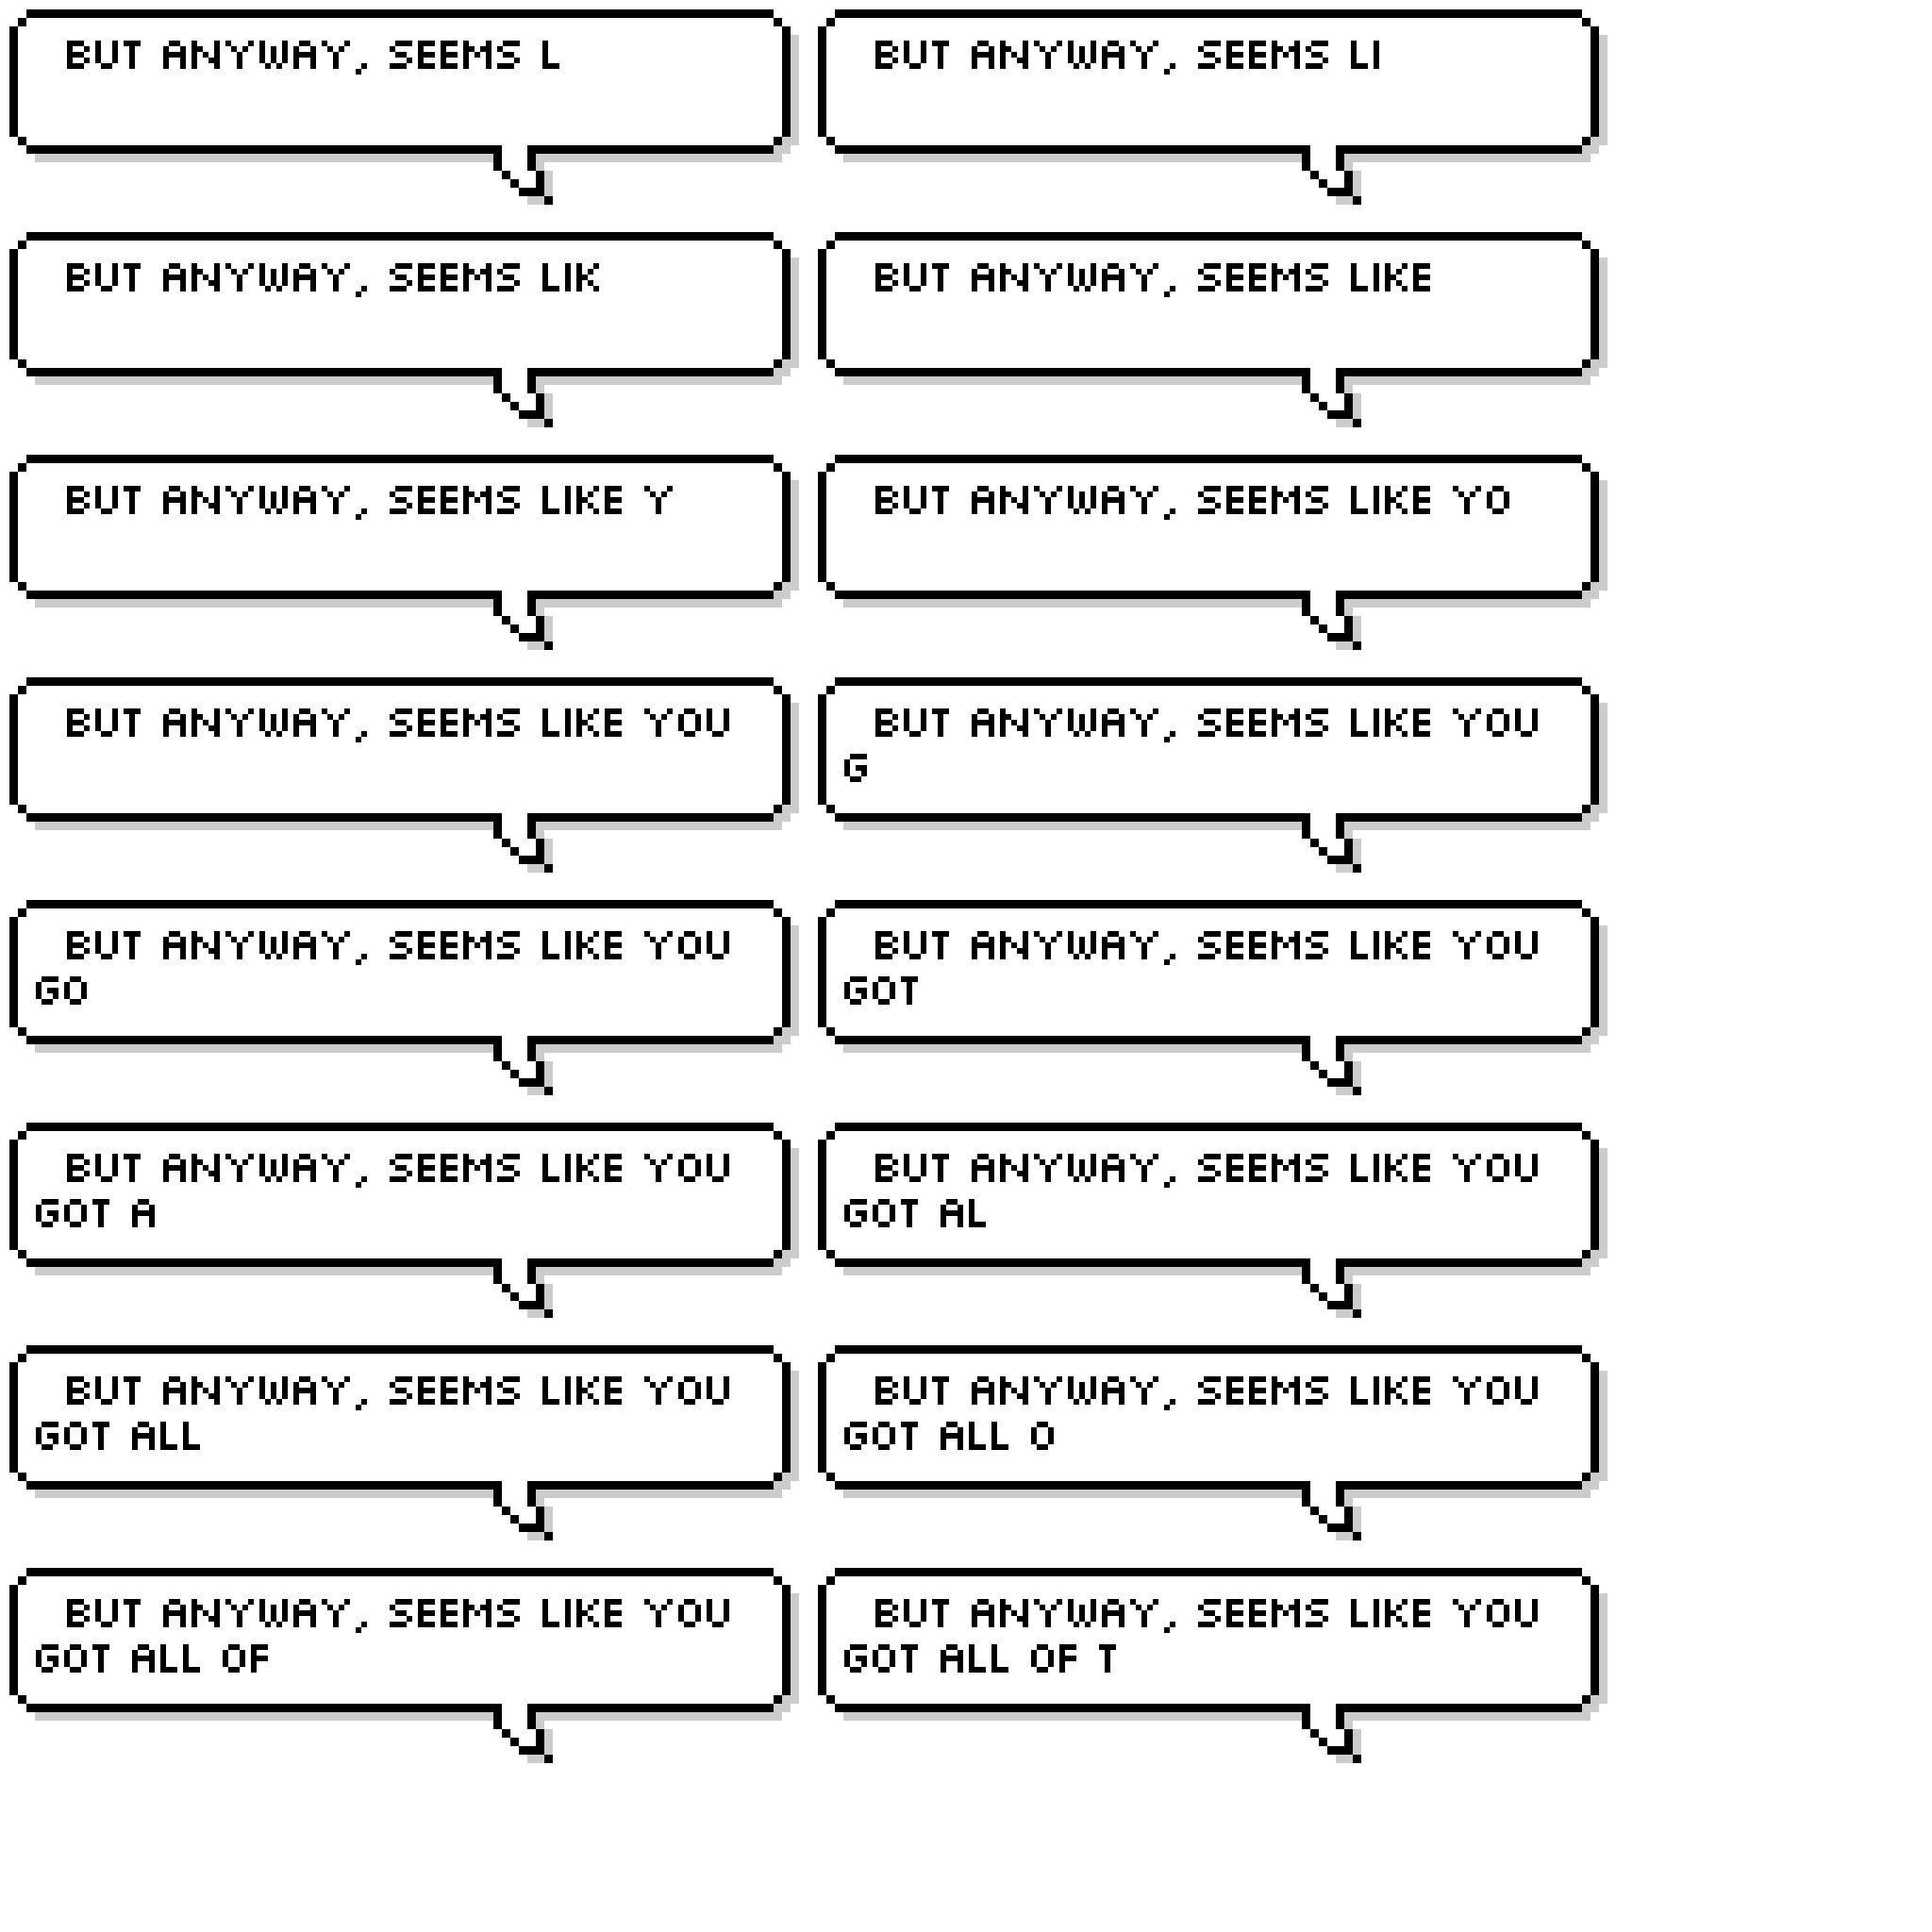 BUT ANYWAY, SEEMS L
BUT ANYWAY, SEEMS LI
BUT ANYWAY, SEEMS LIK
BUT ANYWAY, SEEMS LIKE
BUT ANYWAY, SEEMS LIKE Y
BUT ANYWAY, SEEMS LIKE YO
BUT ANYWAY, SEEMS LIKE YOU
BUT ANYWAY, SEEMS LIKE YOU
G
BUT ANYWAY, SEEMS LIKE YOU
GO
BUT ANYWAY, SEEMS LIKE YOU
GOT
BUT ANYWAY, SEEMS LIKE YOU
GOT A
BUT ANYWAY, SEEMS LIKE YOU
GOT AL
BUT ANYWAY, SEEMS LIKE YOU
GOT ALL
BUT ANYWAY, SEEMS LIKE YOU
GOT ALL O
BUT ANYWAY, SEEMS LIKE YOU
GOT ALL OF
BUT ANYWAY, SEEMS LIKE YOU
GOT ALL OF T